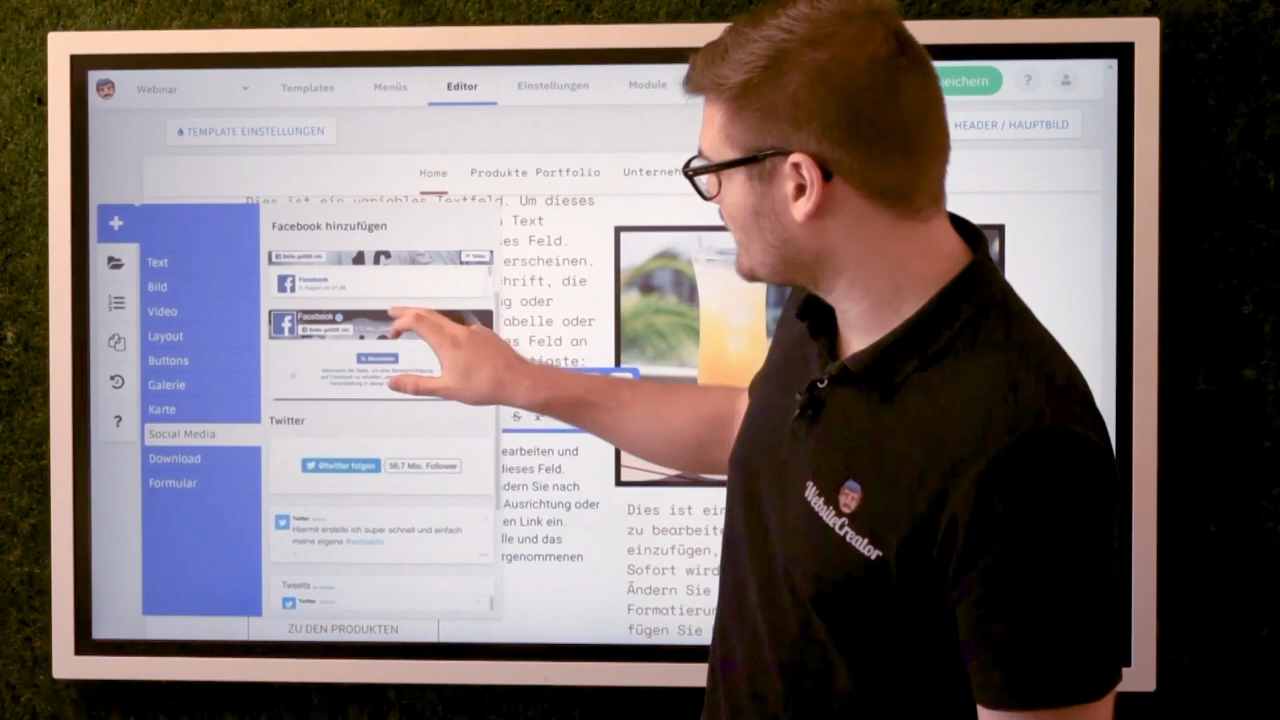 Webinar
Templates
Menüs
Editor
Einstellungen
Module
eichern
?
TEMPLATE EINSTELLUNGEN
HEADER / HAUPTBILD
Home
Produkte Portfolio
Unterneh
Dies ist ein variables Textfeld. Um dieses
Text
es Feld.
erscheinen.
hrift, die
g oder
abelle oder
es Feld an
Facebook hinzufügen
Facebook
Facebook
Text
Bild
Video
Layout
Buttons
Galerie
Karte
Social Media
Download
Formular
?
Twitter
@twitter folgen
56,7 Mio. Follower
Twitter
Hiermit erstelle ich super schnell und einfach
meine eigene #webseite
Tweets
Twitter
earbeiten und
dieses Feld.
dern Sie nach
Ausrichtung oder
en Link ein.
lle und das
rgenommenen
Dies ist ein
zu bearbeite
einzufügen,
Sofort wird
Ändern Sie
Formatierun
fügen Sie
ZU DEN PRODUKTEN
WebsiteCreator